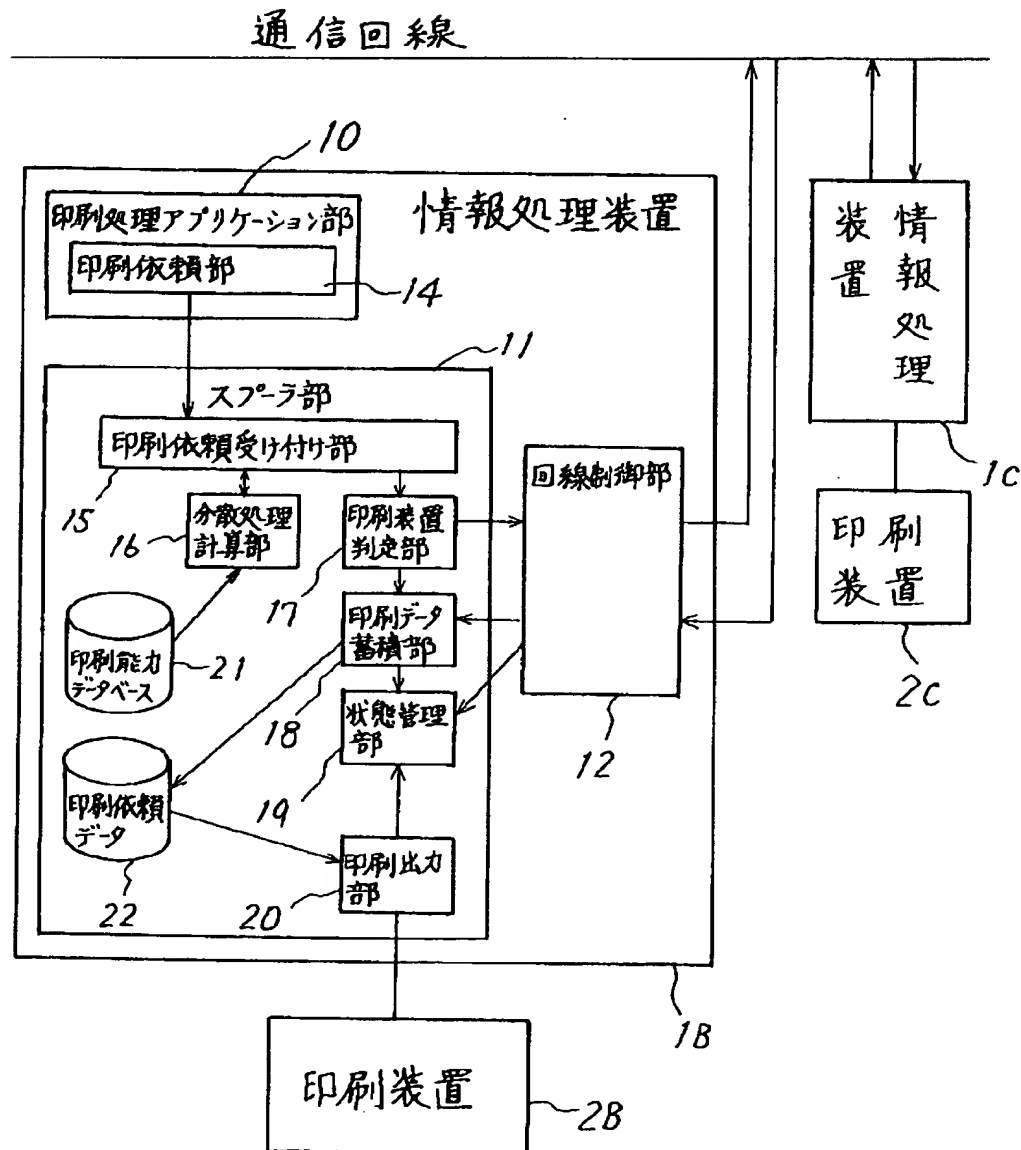 通信回線
10
印刷処理アプリケーション部
情報処理装置
印刷依頼部
14
情報処理
装置
11
スプーラ部
印刷依頼受け付け部
15
分散処理
計算部
16
印刷装置
判定部
17
回線制御部
1C
印刷
装置
2C
印刷能力
データベース
21
印刷データ
蓄積部
18
状態管理
部
19
12
印刷依頼
データ
22
印刷出力
部
20
1B
印刷装置
2B